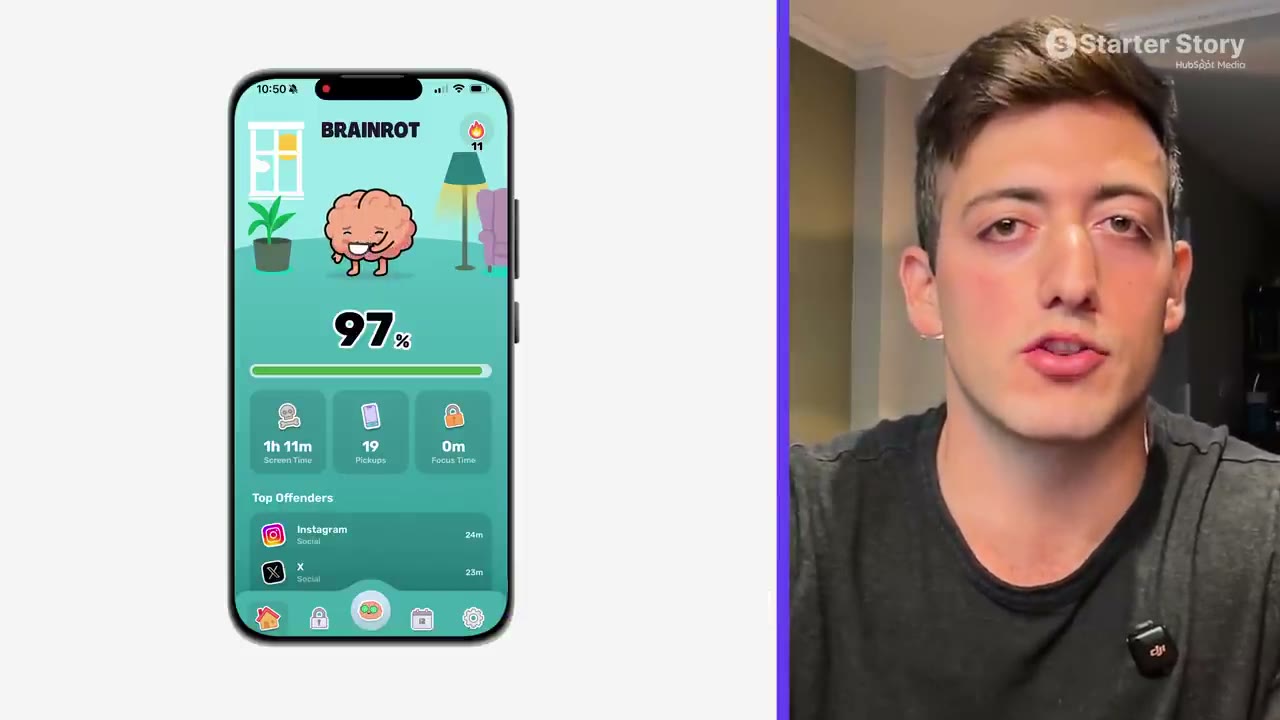 10:50
BRAINROT
11
97%
1h 11m
Screen Time
19
Pickups
0m
Focus Time
Top Offenders
Instagram
Social
24m
X
Social
23m
Starter Story
HubSpot Media
dji